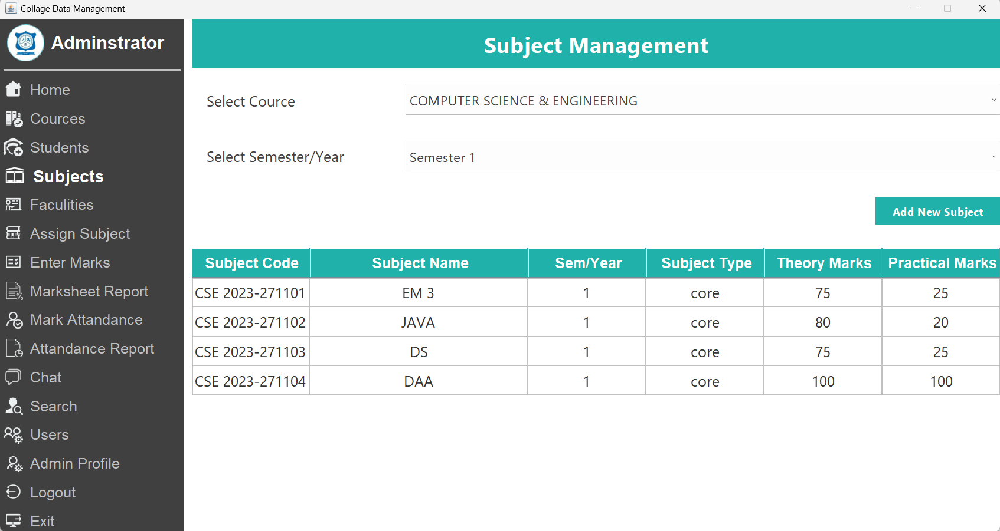 Collage Data Management
Adminstrator
Home
Cources
Students
Subjects
Faculities
Assign Subject
Enter Marks
Marksheet Report
Mark Attandance
Attandance Report
Chat
Search
Users
Admin Profile
Logout
Exit
Subject Management
Select Cource COMPUTER SCIENCE & ENGINEERING
Select Semester/Year Semester 1
Add New Subject
Subject Code Subject Name Sem/Year Subject Type Theory Marks Practical Marks
CSE 2023-271101 EM 3 1 core 75 25
CSE 2023-271102 JAVA 1 core 80 20
CSE 2023-271103 DS 1 core 75 25
CSE 2023-271104 DAA 1 core 100 100